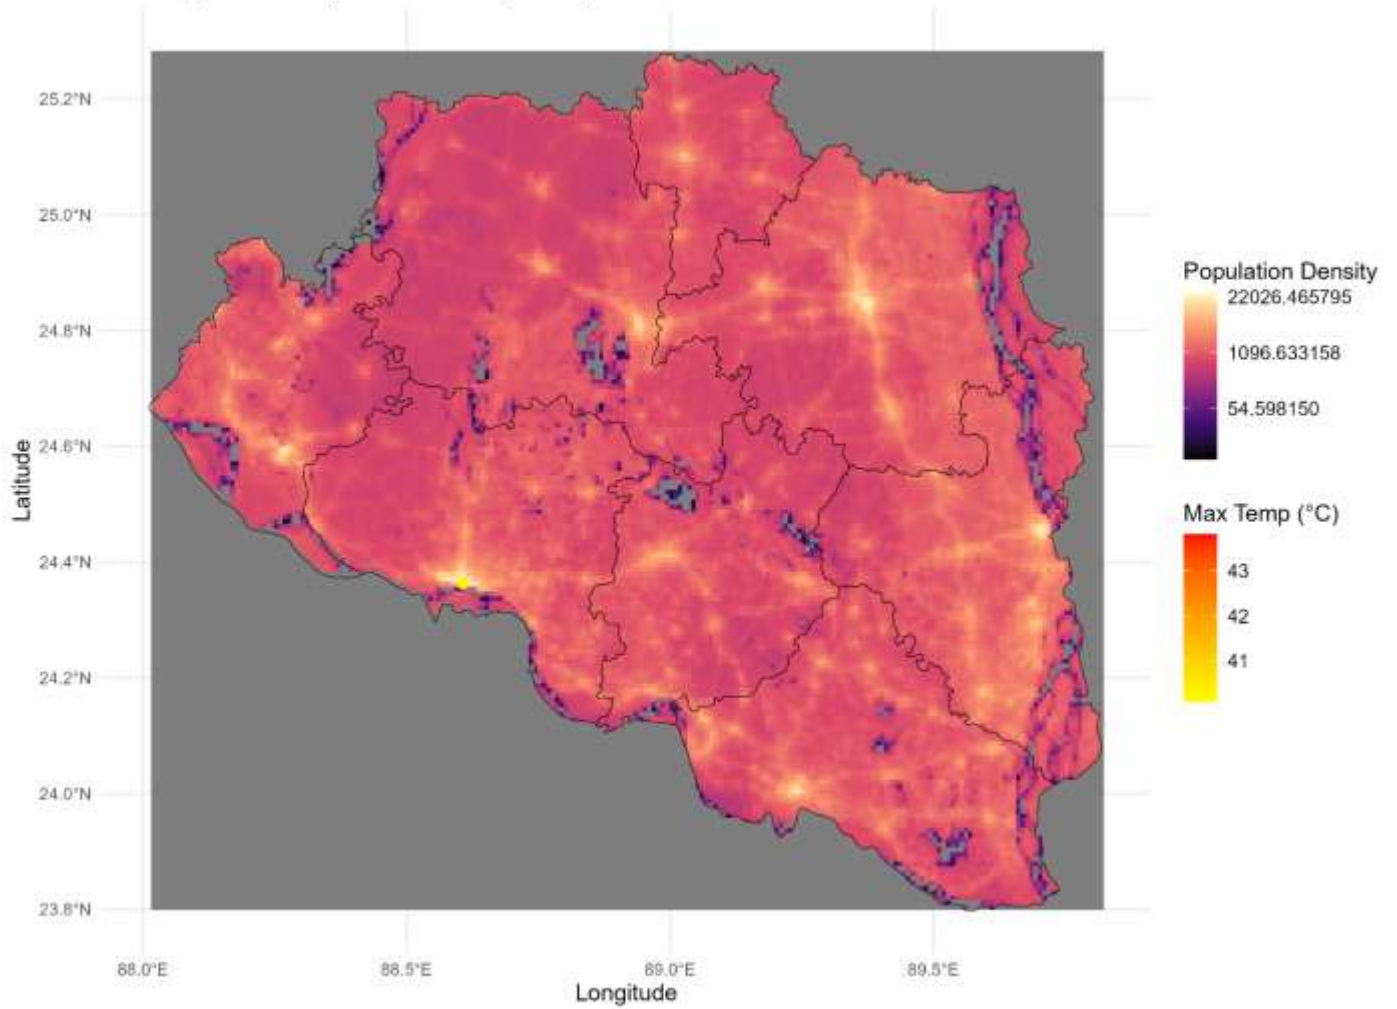 25.2°N
25.0°N
24.8°N
24.6°N
24.4°N
24.2°N
24.0°N
23.8°N
Latitude
88.0°E
88.5°E
89.0°E
89.5°E
Longitude
Population Density
22026.465795
1096.633158
54.598150
Max Temp (°C)
43
42
41